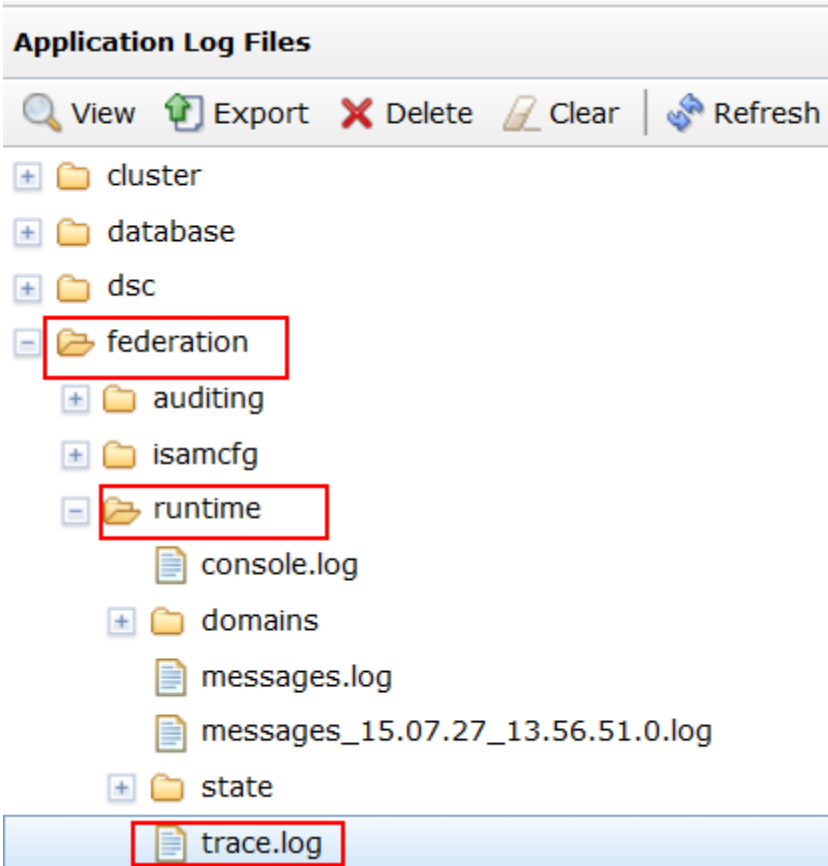 Application Log Files
View Export Delete Clear Refresh
cluster
database
dsc
federation
auditing
isamcfg
runtime
console.log
domains
messages.log
messages_15.07.27_13.56.51.0.log
state
trace.log